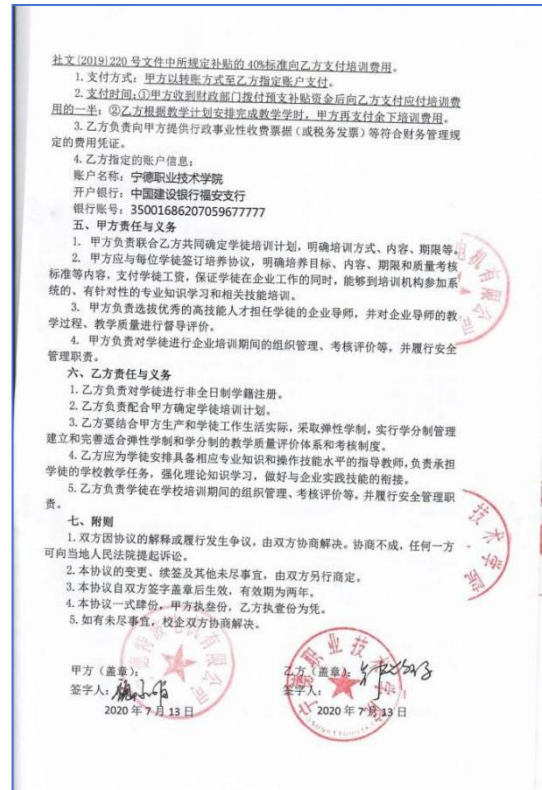 社文〔2019〕220 号文件中所规定补贴的 40%标准向乙方支付培训费用。
1.支付方式：甲方以转账方式至乙方指定账户支付。
2.支付时间：①甲方收到财政部门拨付预支补贴资金后向乙方支付应付培训费
用的一半；②乙方根据教学计划安排完成教学学时，甲方再支付余下培训费用。
3.乙方负责向甲方提供行政事业性收费票据（或税务发票）等符合财务管理规
定的费用凭证。
4.乙方指定的账户信息：
账户名称：宁德职业技术学院
开户银行：中国建设银行福安支行
银行账号：35001686207059677777
五、甲方责任与义务
1. 甲方负责联合乙方共同确定学徒培训计划，明确培训方式、内容、期限等。
2. 甲方应与每位学徒签订培养协议，明确培养目标、内容、期限和质量考核
标准等内容，支付学徒工资，保证学徒在企业工作的同时，能够到培训机构参加系
统的、有针对性的专业知识学习和相关技能培训。
3. 甲方负责选拔优秀的高技能人才担任学徒的企业导师，并对企业导师的教
学过程、教学质量进行督导评价。
4. 甲方负责对学徒进行企业培训期间的组织管理、考核评价等，并履行安全
管理职责。
六、乙方责任与义务
1.乙方负责对学徒进行非全日制学籍注册。
2.乙方负责配合甲方确定学徒培训计划。
3.乙方要结合甲方生产和学徒工作生活实际，采取弹性学制，实行学分制管理
建立和完善适合弹性学制和学分制的教学质量评价体系和考核制度。
4.乙方应为学徒安排具备相应专业知识和操作技能水平的指导教师，负责承担
学徒的学校教学任务，强化理论知识学习，做好与企业实践技能的衔接。
5.乙方负责学徒在学校培训期间的组织管理、考核评价等，并履行安全管理职
责。
七、附则
1.双方因协议的解释或履行发生争议，由双方协商解决。协商不成，任何一方
可向当地人民法院提起诉讼。
2.本协议的变更、续签及其他未尽事宜，由双方另行商定。
3.本协议自双方签字盖章后生效，有效期为两年。
4.本协议一式肆份，甲方执叁份，乙方执壹份为凭。
5.如有未尽事宜，校企双方协商解决。
甲方（盖章）：
签字人：
2020 年 7 月 13 日
乙方（盖章）：
签字人：
2020 年 7 月 13 日
电机有限公司
技术学院
宁德职业技术学院